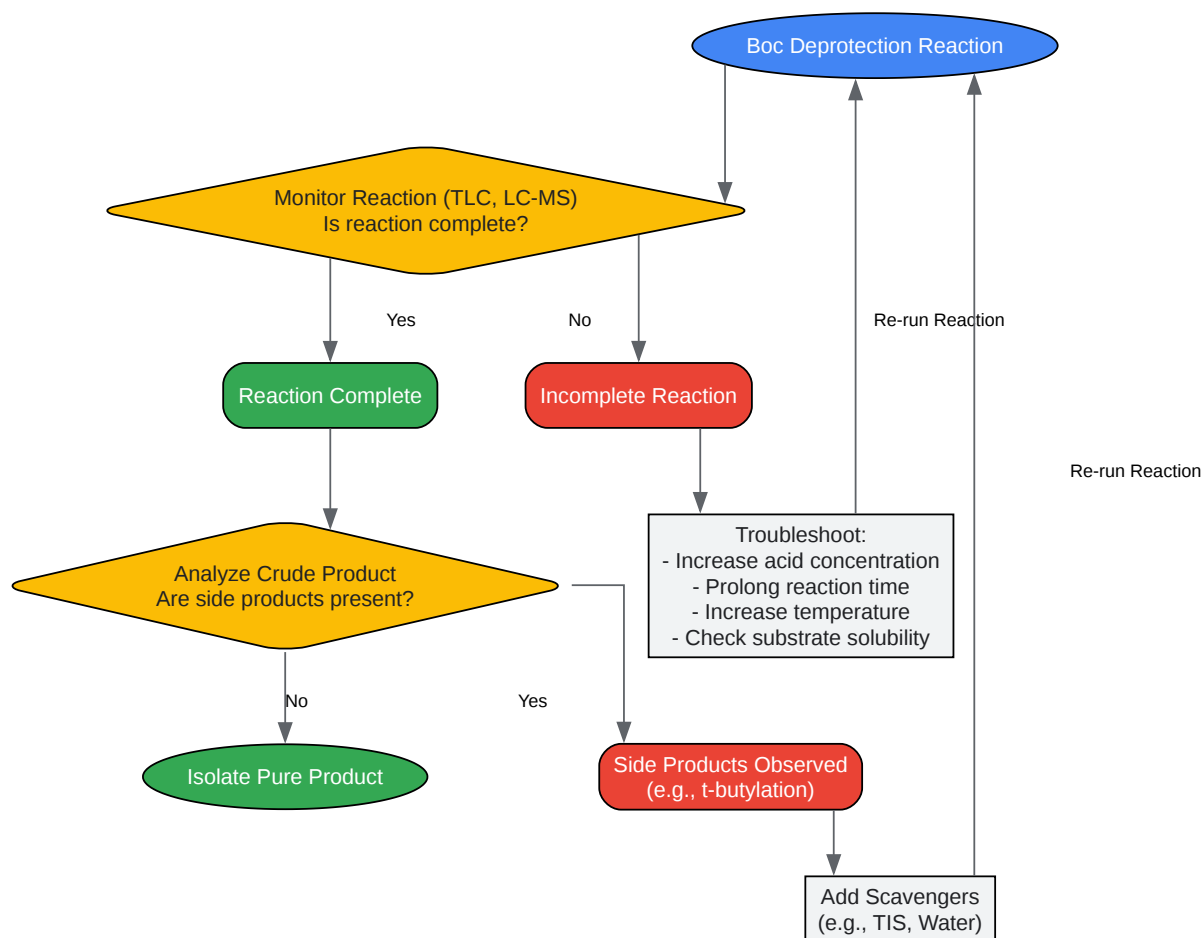 Boc Deprotection Reaction
Monitor Reaction (TLC, LC-MS)
Is reaction complete?
Yes
No
Re-run Reaction
Reaction Complete
Incomplete Reaction
Re-run Reaction
Troubleshoot:
- Increase acid concentration
- Prolong reaction time
- Increase temperature
- Check substrate solubility
Analyze Crude Product
Are side products present?
No
Yes
Isolate Pure Product
Side Products Observed
(e.g., t-butylation)
Add Scavengers
(e.g., TIS, Water)